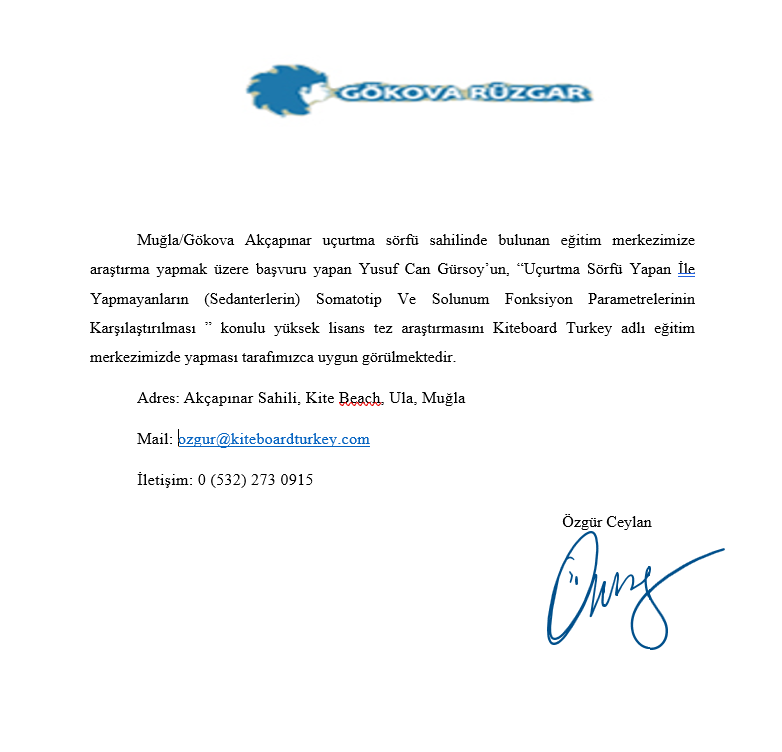 GÖKOVA RÜZGAR
Muğla/Gökova Akçapınar uçurtma sörfü sahilinde bulunan eğitim merkezimize
araştırma yapmak üzere başvuru yapan Yusuf Can Gürsoy’un, “Uçurtma Sörfü Yapan İle
Yapmayanların (Sedanterlerin) Somatotip Ve Solunum Fonksiyon Parametrelerinin
Karşılaştırılması ” konulu yüksek lisans tez araştırmasını Kiteboard Turkey adlı eğitim
merkezimizde yapması tarafımızca uygun görülmektedir.
Adres: Akçapınar Sahili, Kite Beach, Ula, Muğla
Mail: ozgur@kiteboardturkey.com
İletişim: 0 (532) 273 0915
Özgür Ceylan